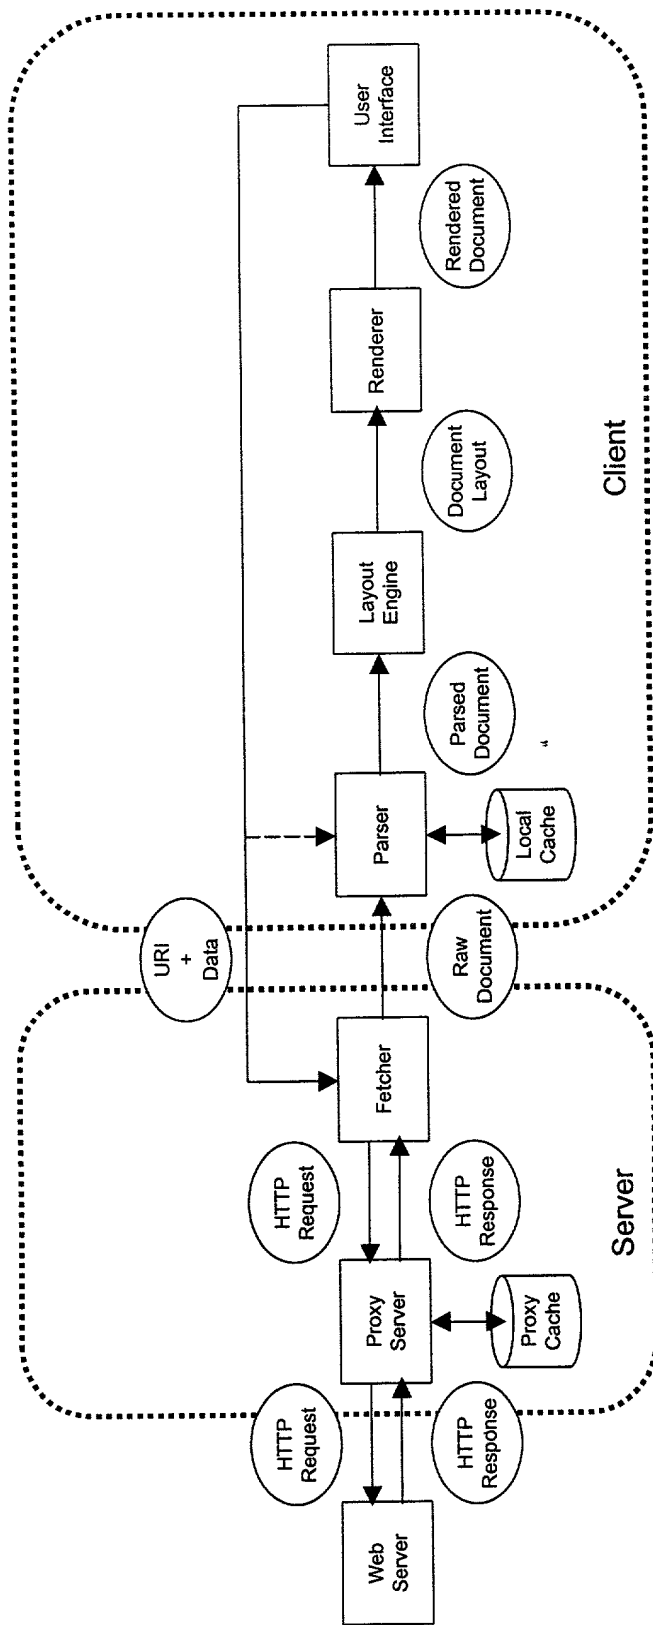 URI
+
Data
HTTP
Request
HTTP
Request
Web
Server
Proxy
Server
Fetcher
Parser
Layout
Engine
Renderer
User
Interface
HTTP
Response
HTTP
Response
Raw
Document
Parsed
Document
Document
Layout
Rendered
Document
Proxy
Cache
Local
Cache
Server
Client